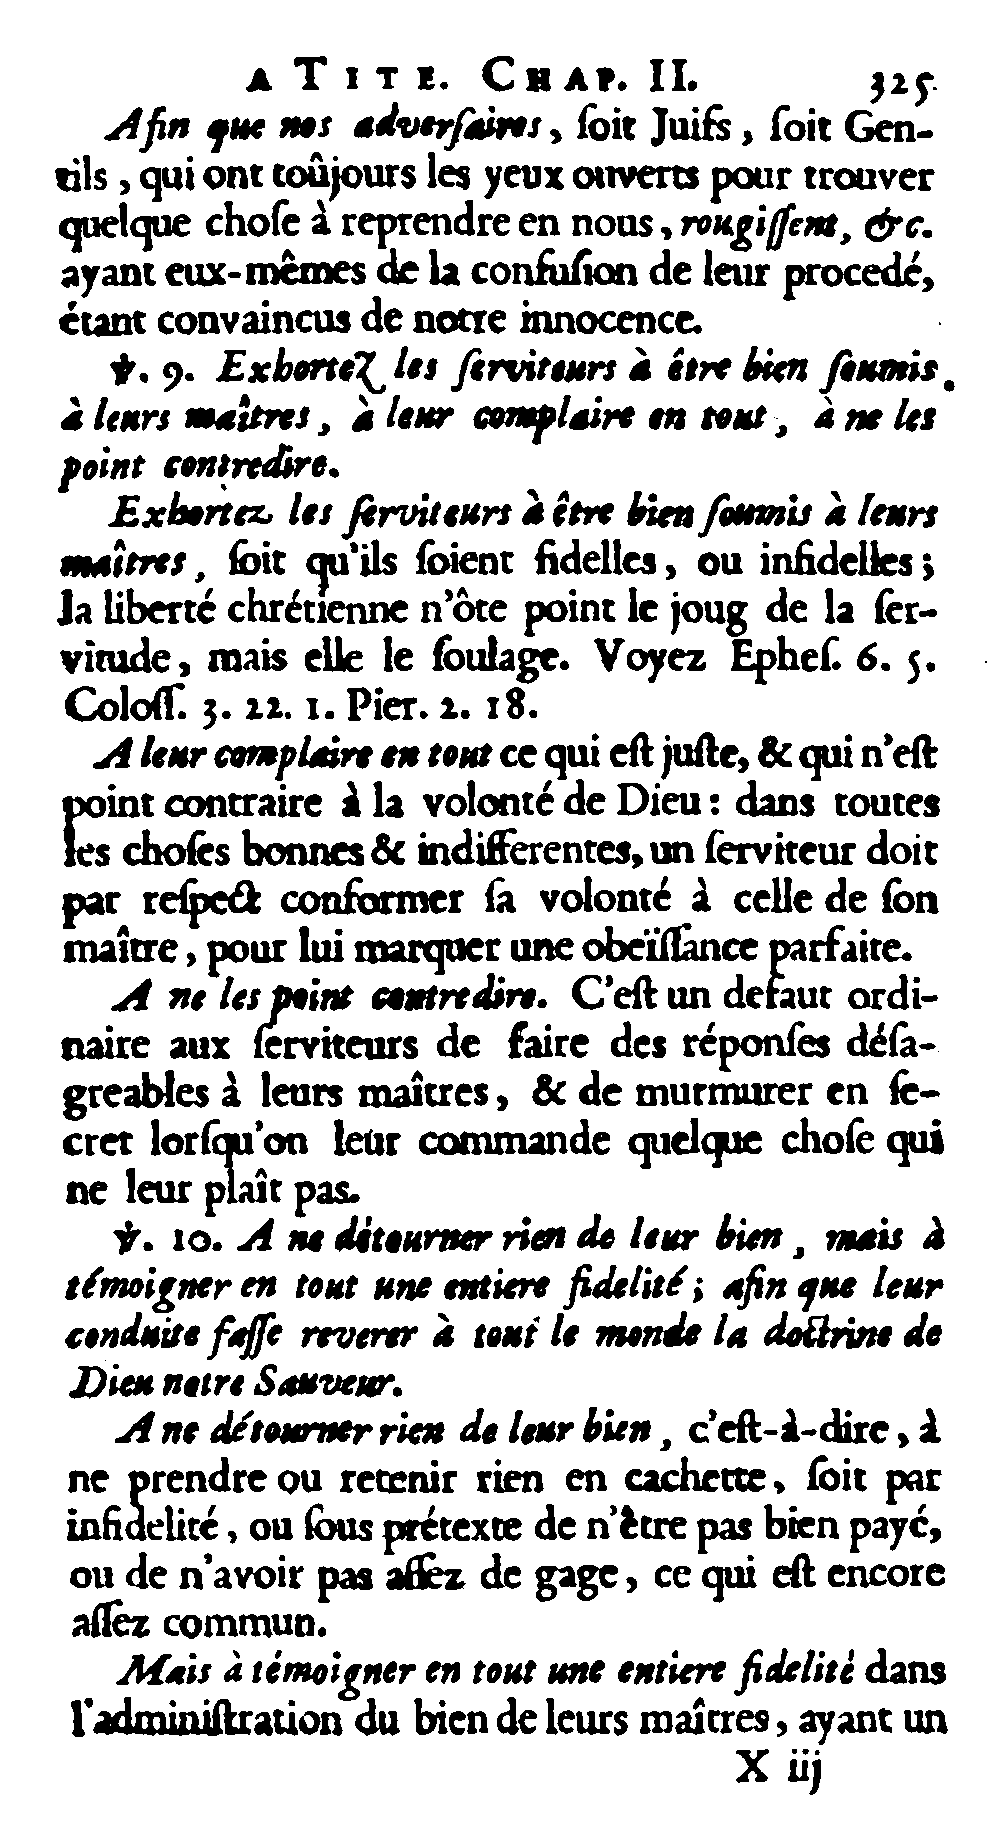 A TITE. CHAP. II. 325.
Afin que nos adverſaires, ſoit Juifs, ſoit Gen-
tils, qui ont toûjours les yeux ouverts pour trouver
quelque choſe à reprendre en nous, rougiſſent, &c.
ayant eux-mêmes de la confuſion de leur procedé,
étant convaincus de notre innocence.
℣. 9. Exhortez les ſerviteurs à être bien ſoumis
à leurs maîtres, à leur complaire en tout, à ne les
point contredire.
Exhortez les ſerviteurs à être bien ſoumis à leurs
maîtres, ſoit qu'ils ſoient fidelles, ou infidelles;
la liberté chrétienne n'ôte point le joug de la ſer-
vitude, mais elle le ſoulage. Voyez Epheſ. 6. 5.
Coloſſ. 3. 22. 1. Pier. 2. 18.
A leur complaire en tout ce qui eſt juſte, & qui n'eſt
point contraire à la volonté de Dieu: dans toutes
les choſes bonnes & indifferentes, un ſerviteur doit
par reſpect conformer ſa volonté à celle de ſon
maître, pour lui marquer une obeïſſance parfaite.
A ne les point contredire. C'eſt un defaut ordi-
naire aux ſerviteurs de faire des réponſes déſa-
greables à leurs maîtres, & de murmurer en ſe-
cret lorſqu'on leur commande quelque choſe qui
ne leur plaît pas.
℣. 10. A ne détourner rien de leur bien, mais à
témoigner en tout une entiere fidelité; afin que leur
conduite faſſe reverer à tout le monde la doctrine de
Dieu notre Sauveur.
A ne détourner rien de leur bien, c'eſt-à-dire, à
ne prendre ou retenir rien en cachette, ſoit par
infidelité, ou ſous prétexte de n'être pas bien payé,
ou de n'avoir pas aſſez de gage, ce qui eſt encore
aſſez commun.
Mais à témoigner en tout une entiere fidelité dans
l'adminiſtration du bien de leurs maîtres, ayant un
X iij